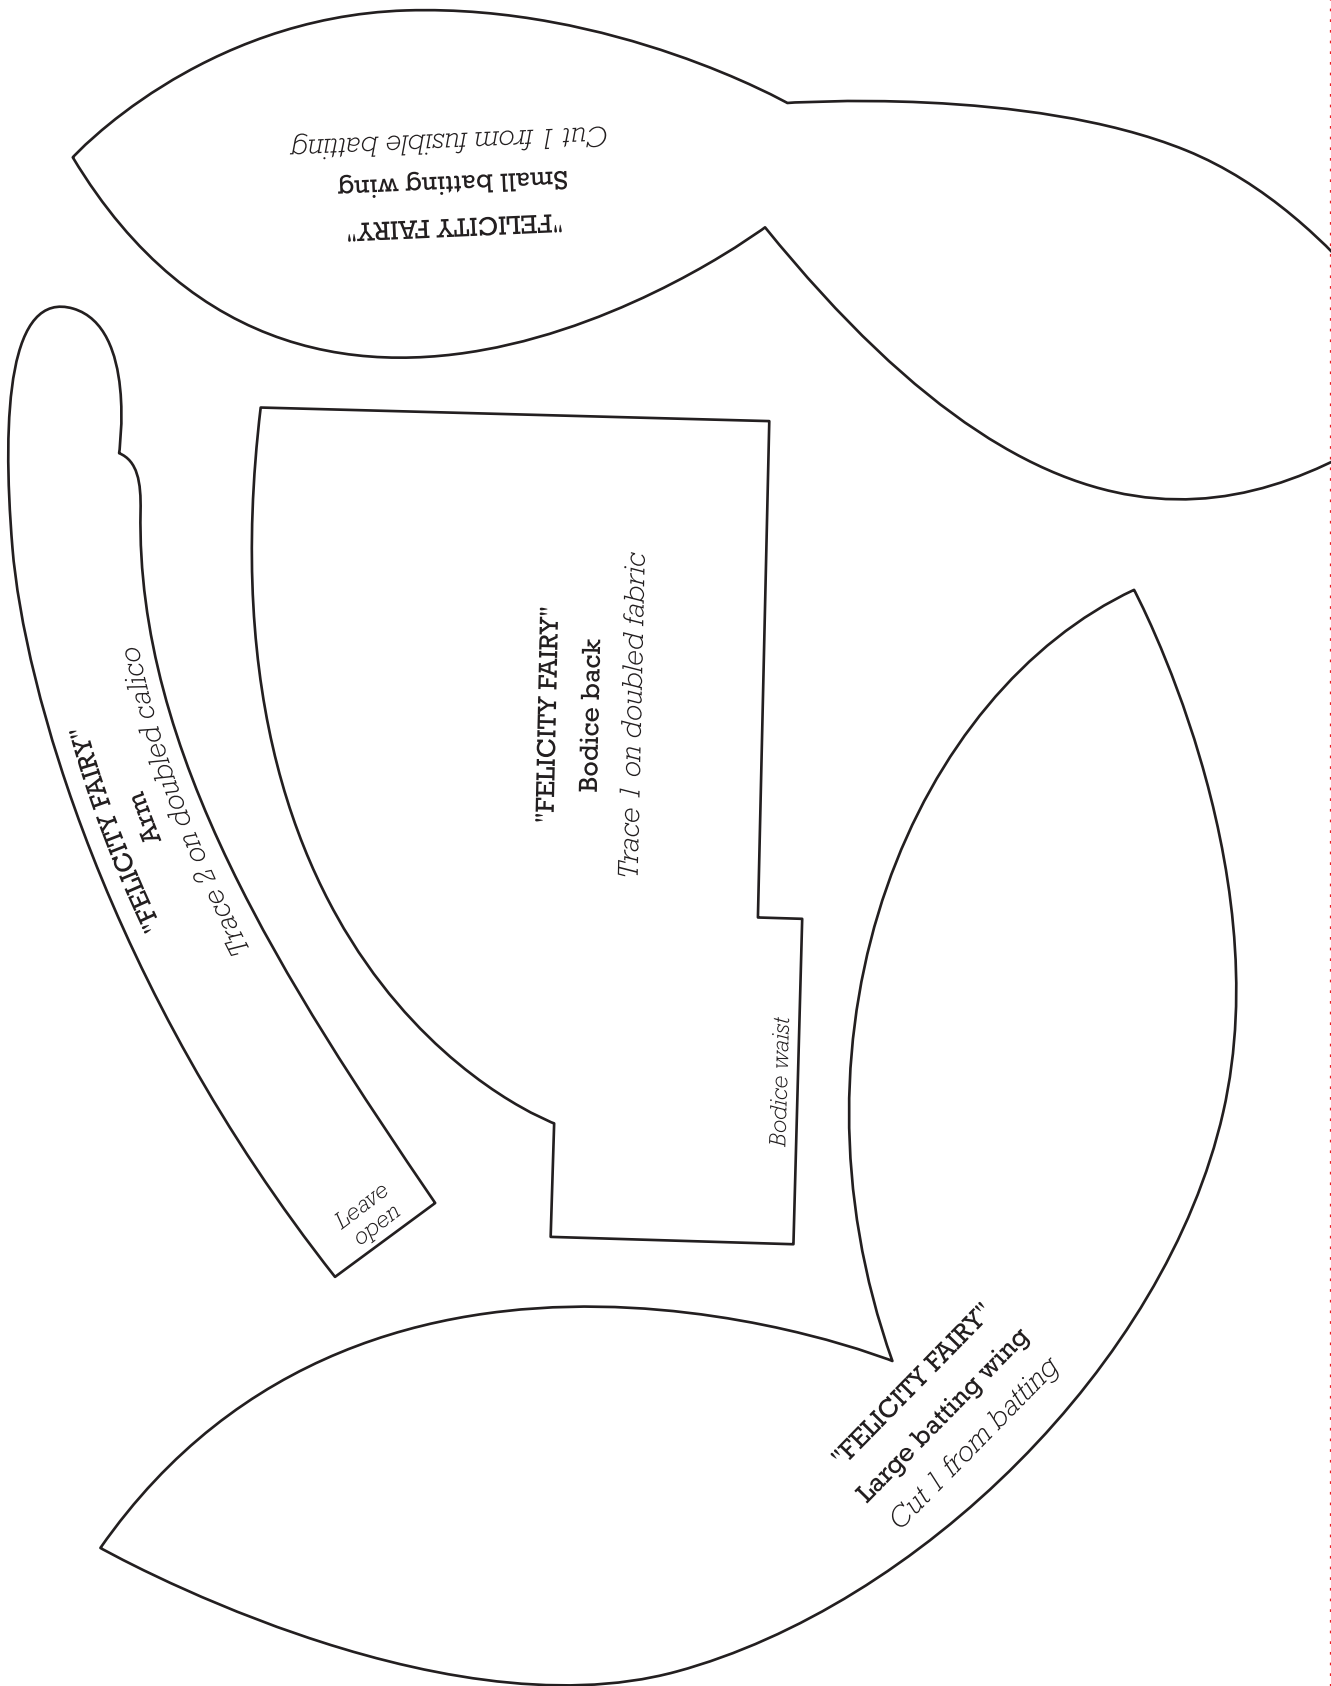 "FELICITY FAIRY"
Small batting wing
Cut 1 from fusible batting
"FELICITY FAIRY"
Arm
Trace 2 on doubled calico
Leave
open
"FELICITY FAIRY"
Bodice back
Trace 1 on doubled fabric
Bodice waist
"FELICITY FAIRY"
Large batting wing
Cut 1 from batting